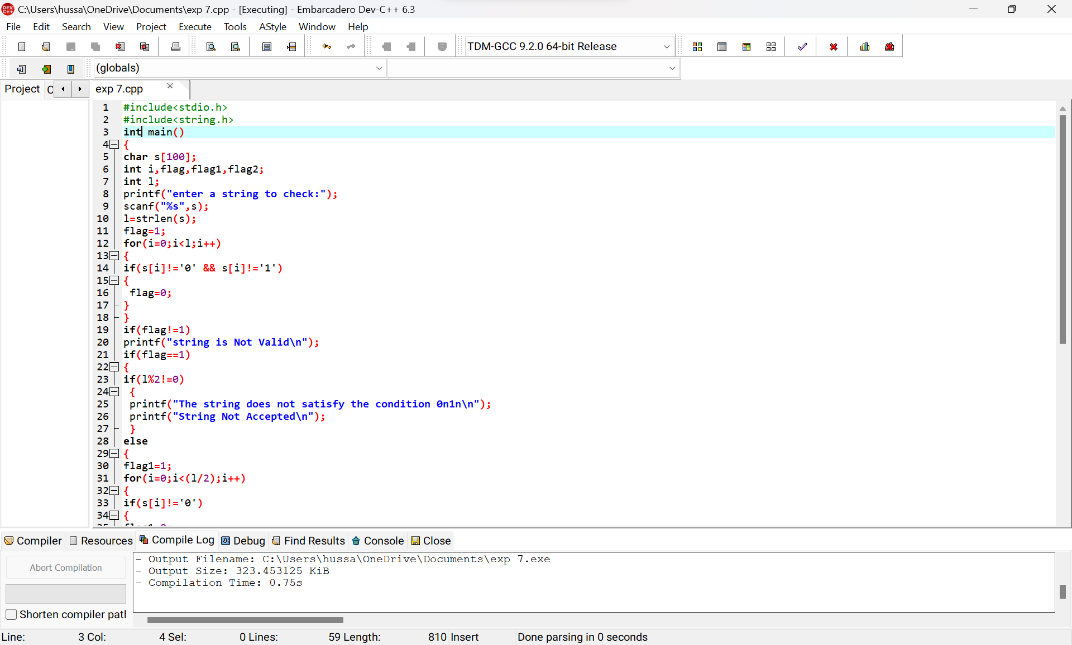 C:\Users\hussa\OneDrive\Documents\exp 7.cpp - [Executing] - Embarcadero Dev-C++ 6.3
File Edit Search View Project Execute Tools AStyle Window Help
TDM-GCC 9.2.0 64-bit Release
(globals)
Project C exp 7.cpp
1 #include<stdio.h>
2 #include<string.h>
3 int main()
4 {
5 char s[100];
6 int i,flag,flag1,flag2;
7 int l;
8 printf("enter a string to check:");
9 scanf("%s",s);
10 l=strlen(s);
11 flag=1;
12 for(i=0;i<l;i++)
13 {
14 if(s[i]!='0' && s[i]!='1')
15 {
16 flag=0;
17 }
18 }
19 if(flag!=1)
20 printf("string is Not Valid\n");
21 if(flag==1)
22 {
23 if(l%2!=0)
24 {
25 printf("The string does not satisfy the condition 0n1n\n");
26 printf("String Not Accepted\n");
27 }
28 else
29 {
30 flag1=1;
31 for(i=0;i<(l/2);i++)
32 {
33 if(s[i]!='0')
34 {
Compiler Resources Compile Log Debug Find Results Console Close
Abort Compilation
Shorten compiler path
- Output Filename: C:\Users\hussa\OneDrive\Documents\exp 7.exe
- Output Size: 323.453125 KiB
- Compilation Time: 0.75s
Line: 3 Col: 4 Sel: 0 Lines: 59 Length: 810 Insert Done parsing in 0 seconds